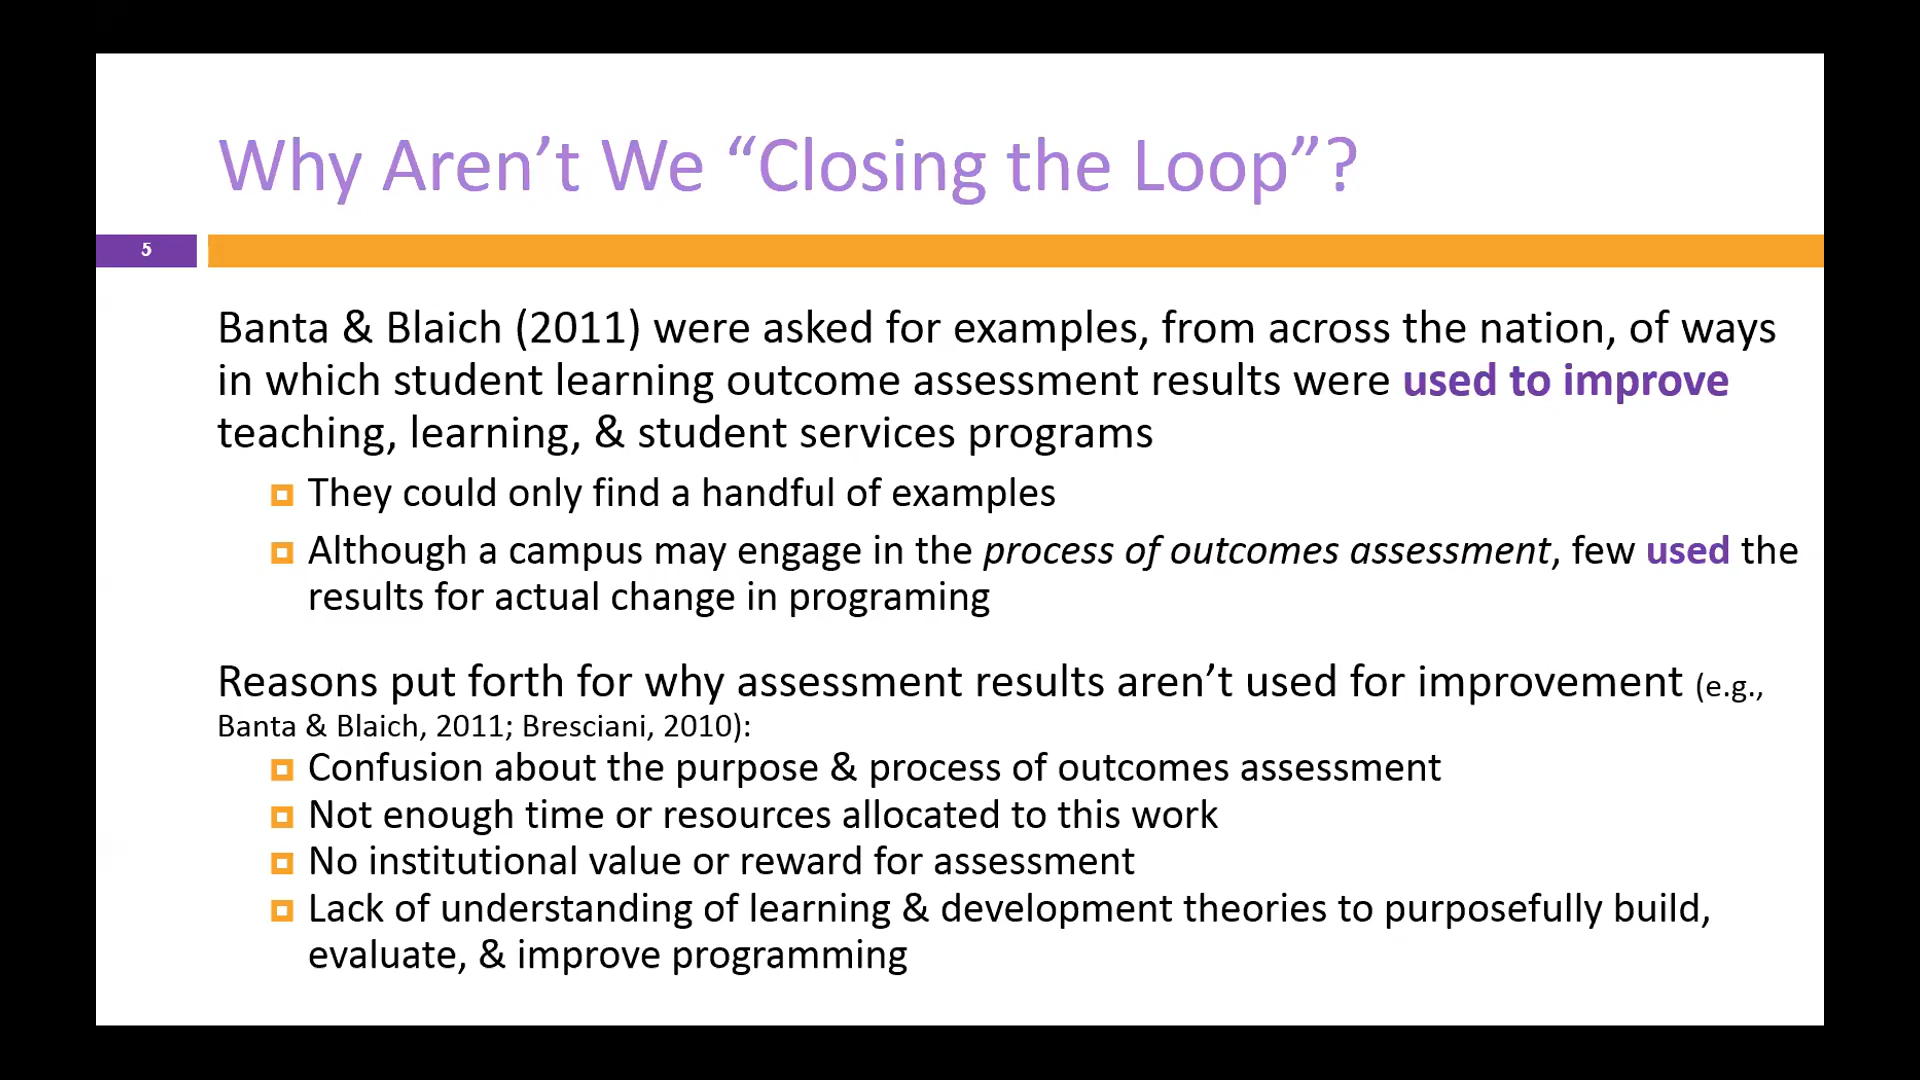 Why Aren’t We “Closing the Loop”?
5
Banta & Blaich (2011) were asked for examples, from across the nation, of ways
in which student learning outcome assessment results were used to improve
teaching, learning, & student services programs
They could only find a handful of examples
Although a campus may engage in the process of outcomes assessment, few used the
results for actual change in programing
Reasons put forth for why assessment results aren’t used for improvement (e.g.,
Banta & Blaich, 2011; Bresciani, 2010):
Confusion about the purpose & process of outcomes assessment
Not enough time or resources allocated to this work
No institutional value or reward for assessment
Lack of understanding of learning & development theories to purposefully build,
evaluate, & improve programming